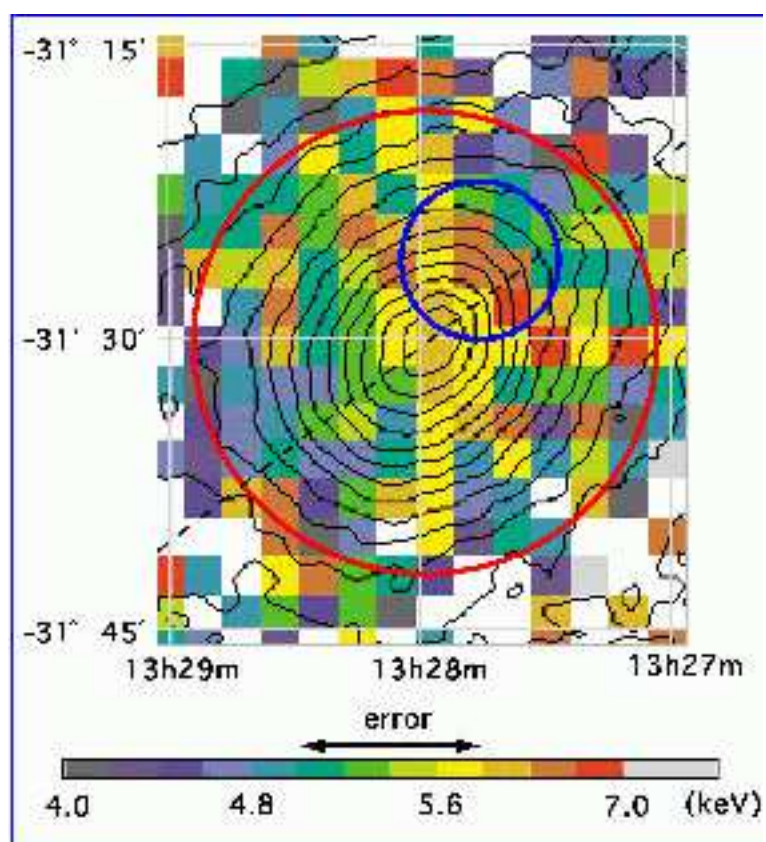 -31° 15′
-31′ 30′
-31° 45′
13h29m 13h28m 13h27m
error
4.0 4.8 5.6 7.0 (keV)